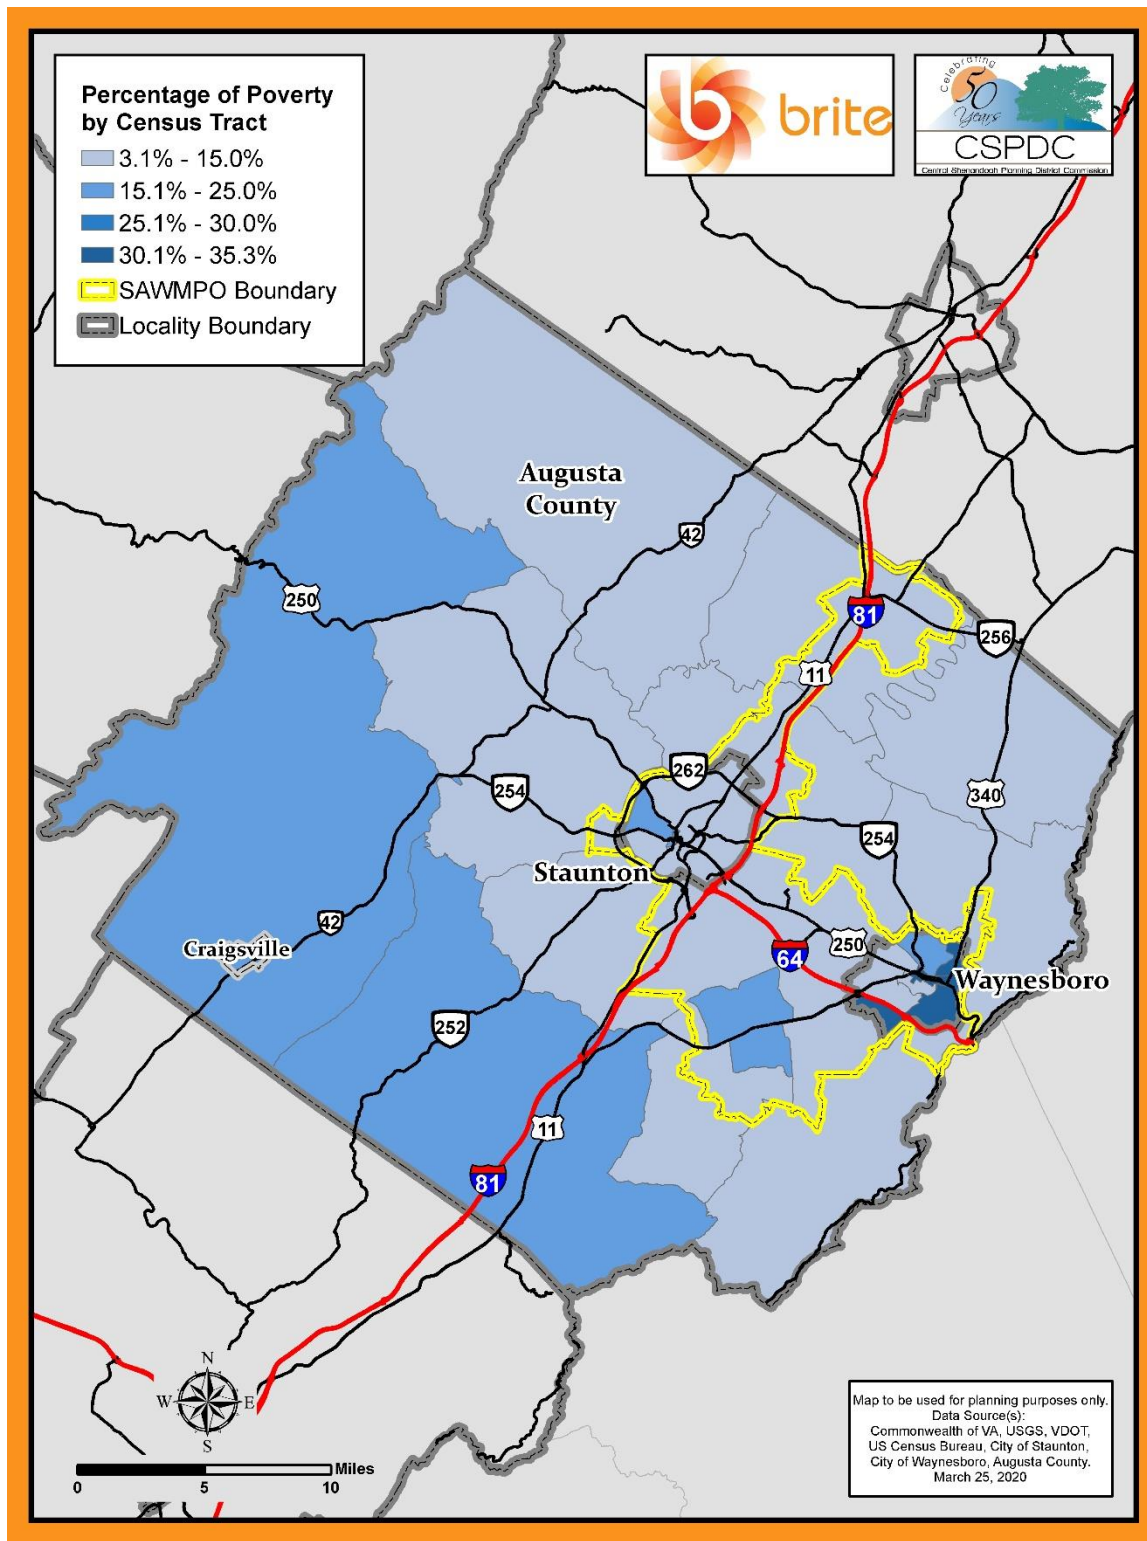 Percentage of Poverty
by Census Tract
3.1% - 15.0%
15.1% - 25.0%
25.1% - 30.0%
30.1% - 35.3%
SAWMPO Boundary
Locality Boundary
b brite
Celebrating
50
Years
CSPDC
Central Shenandoah Planning District Commission
Augusta
County
42
250
81
256
11
262
254
340
254
Staunton
42
Craigsville
250
64
Waynesboro
252
11
81
N
W
E
S
Miles
0
5
10
Map to be used for planning purposes only.
Data Source(s):
Commonwealth of VA, USGS, VDOT,
US Census Bureau, City of Staunton,
City of Waynesboro, Augusta County.
March 25, 2020